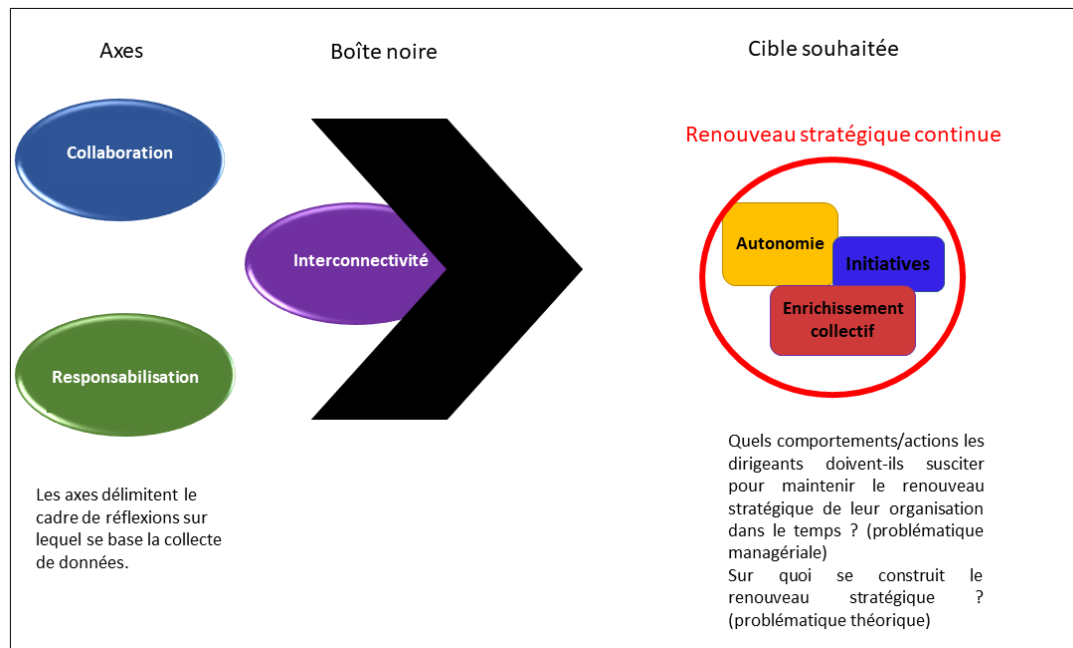 Axes
Boîte noire
Cible souhaitée
Collaboration
Interconnectivité
Responsabilisation
Les axes délimitent le
cadre de réflexions sur
lequel se base la collecte
de données.
Renouveau stratégique continue
Autonomie
Initiatives
Enrichissement
collectif
Quels comportements/actions les
dirigeants doivent-ils susciter
pour maintenir le renouveau
stratégique de leur organisation
dans le temps ? (problématique
managériale)
Sur quoi se construit le
renouveau stratégique ?
(problématique théorique)